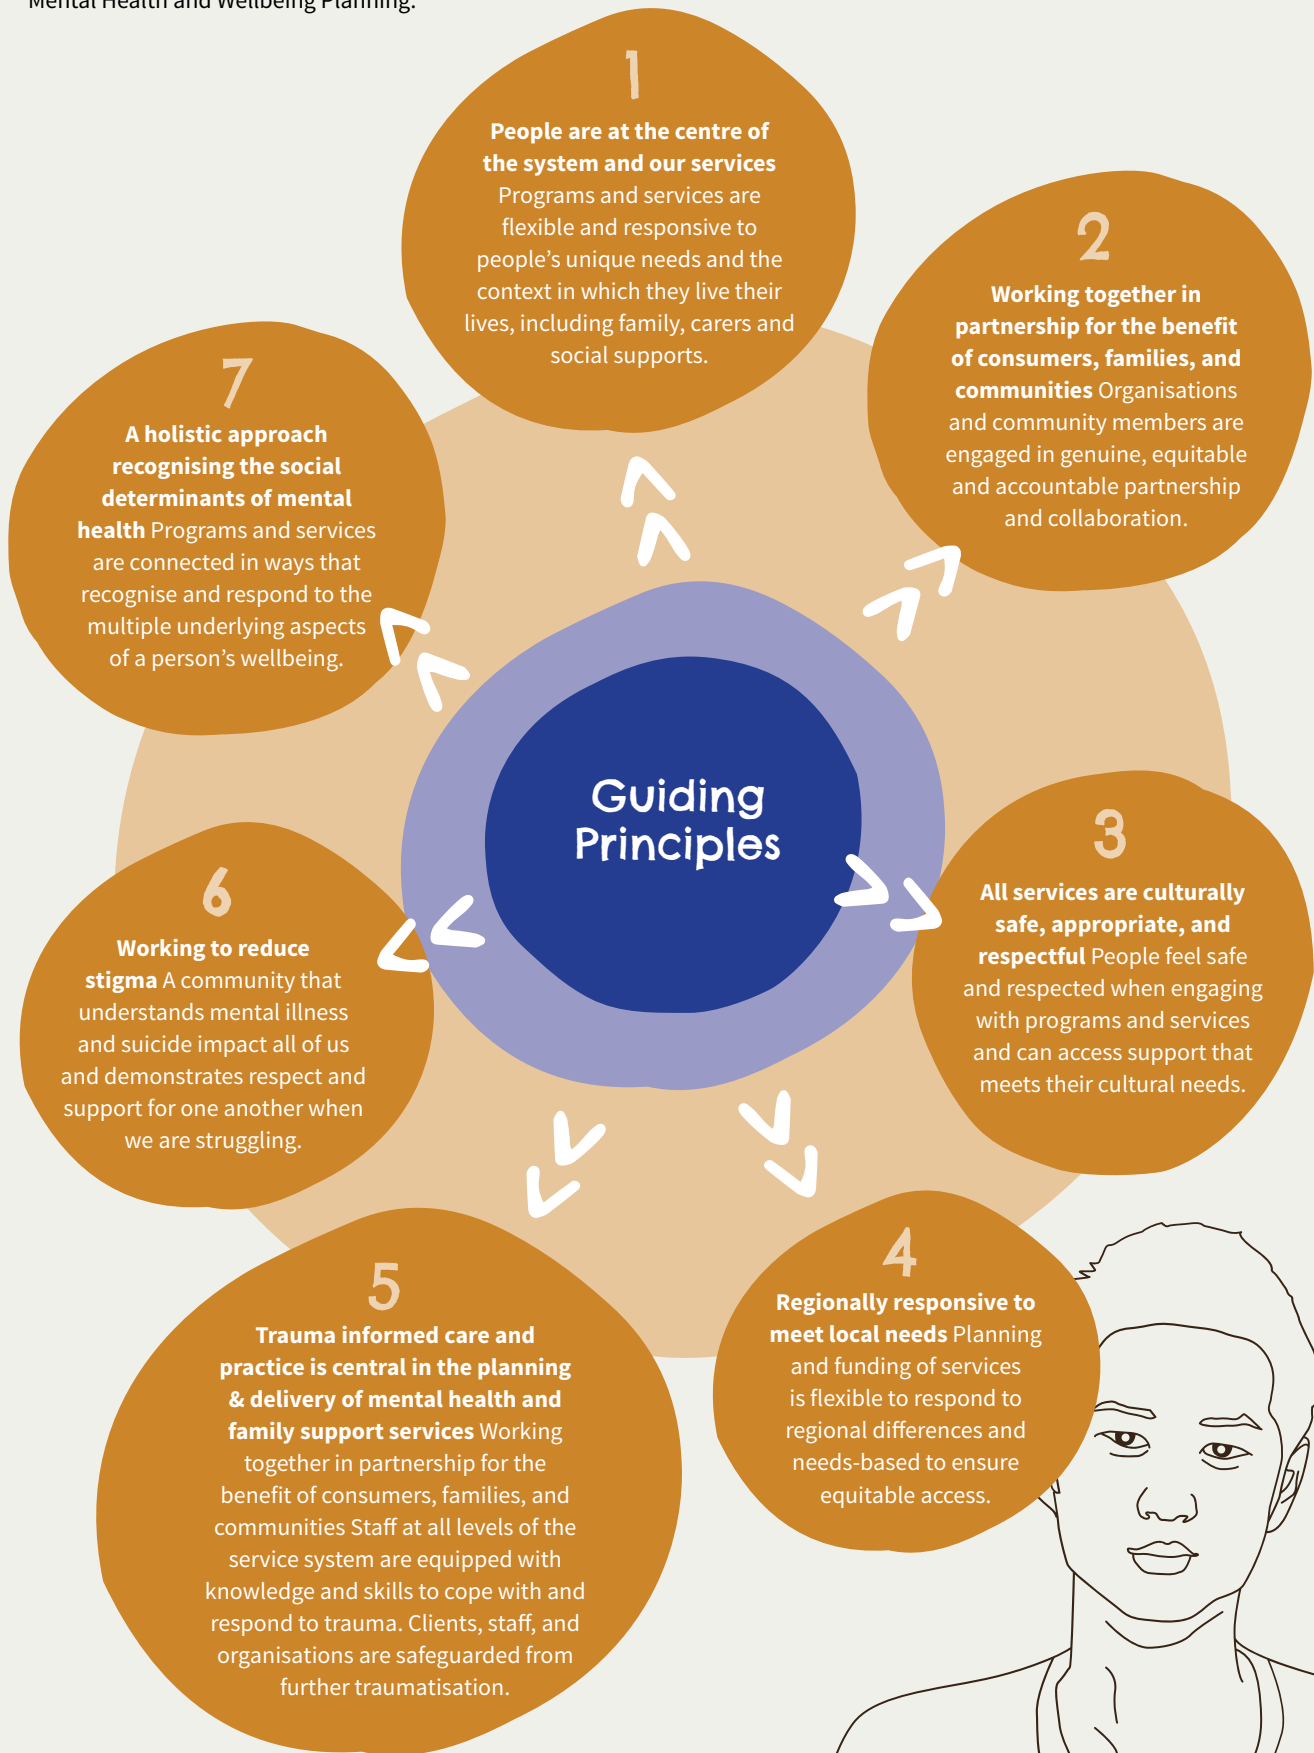 Mental Health and Wellbeing Planning.
1
People are at the centre of
the system and our services
Programs and services are
flexible and responsive to
people's unique needs and the
context in which they live their
lives, including family, carers and
social supports.
2
Working together in
partnership for the benefit
of consumers, families, and
communities Organisations
and community members are
engaged in genuine, equitable
and accountable partnership
and collaboration.
7
A holistic approach
recognising the social
determinants of mental
health Programs and services
are connected in ways that
recognise and respond to the
multiple underlying aspects
of a person's wellbeing.
Guiding
Principles
3
All services are culturally
safe, appropriate, and
respectful People feel safe
and respected when engaging
with programs and services
and can access support that
meets their cultural needs.
6
Working to reduce
stigma A community that
understands mental illness
and suicide impact all of us
and demonstrates respect and
support for one another when
we are struggling.
4
Regionally responsive to
meet local needs Planning
and funding of services
is flexible to respond to
regional differences and
needs-based to ensure
equitable access.
5
Trauma informed care and
practice is central in the planning
& delivery of mental health and
family support services Working
together in partnership for the
benefit of consumers, families, and
communities Staff at all levels of the
service system are equipped with
knowledge and skills to cope with and
respond to trauma. Clients, staff, and
organisations are safeguarded from
further traumatisation.